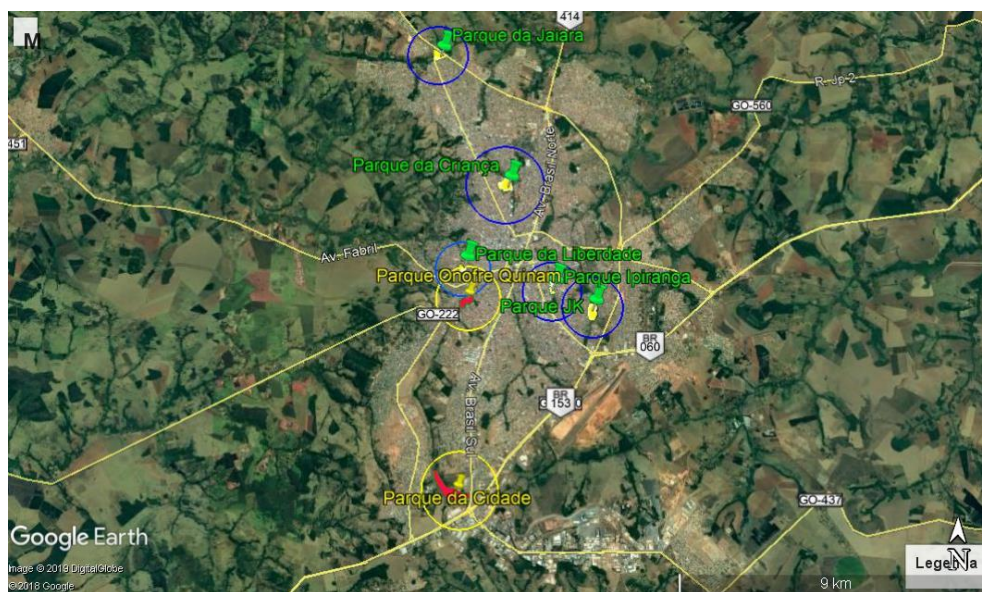 M
414
Parque da Jaiara
R. Jp 2
GO-560
451
Parque da Criança
Av. Brasil Norte
Av. Fabril
Parque da Liberdade
Parque Onofre Quinam
Parque Ipiranga
Parque JK
GO-222
BR
060
BR
153
Av. Brasil Sul
Parque da Cidade
GO-437
Google Earth
N
Image © 2019 DigitalGlobe
© 2018 Google
9 km